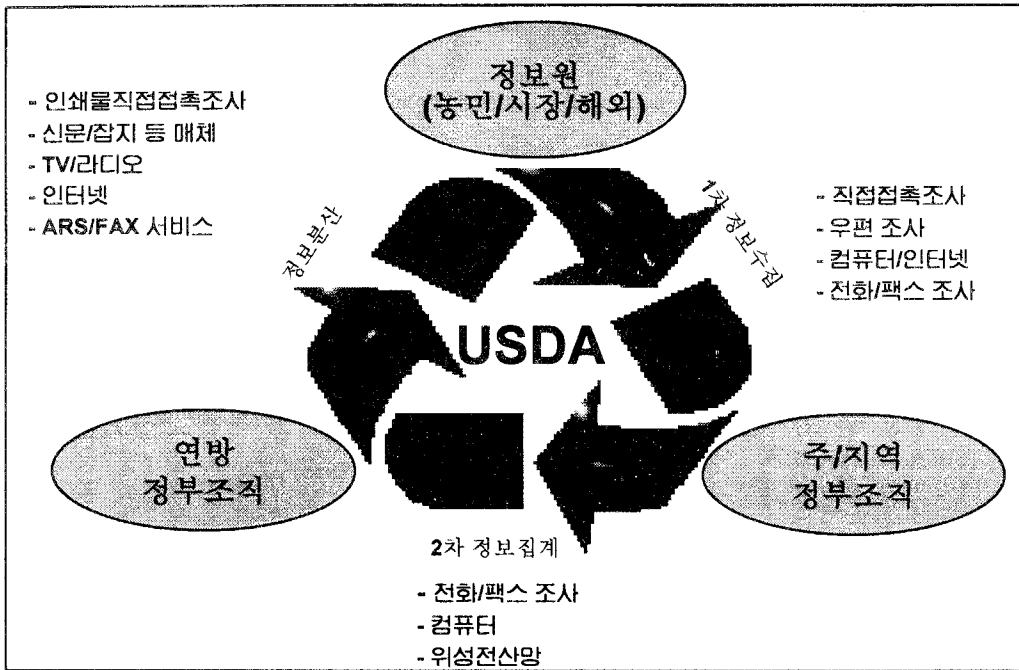 정보원
(농민/시장/해외)
- 인쇄물직접접촉조사
- 신문/잡지 등 매체
- TV/라디오
- 인터넷
- ARS/FAX 서비스
정보분산
1차 정보수집
- 직접접촉조사
- 우편 조사
- 컴퓨터/인터넷
- 전화/팩스 조사
USDA
연방
정부조직
주/지역
정부조직
2차 정보집계
- 전화/팩스 조사
- 컴퓨터
- 위성전산망